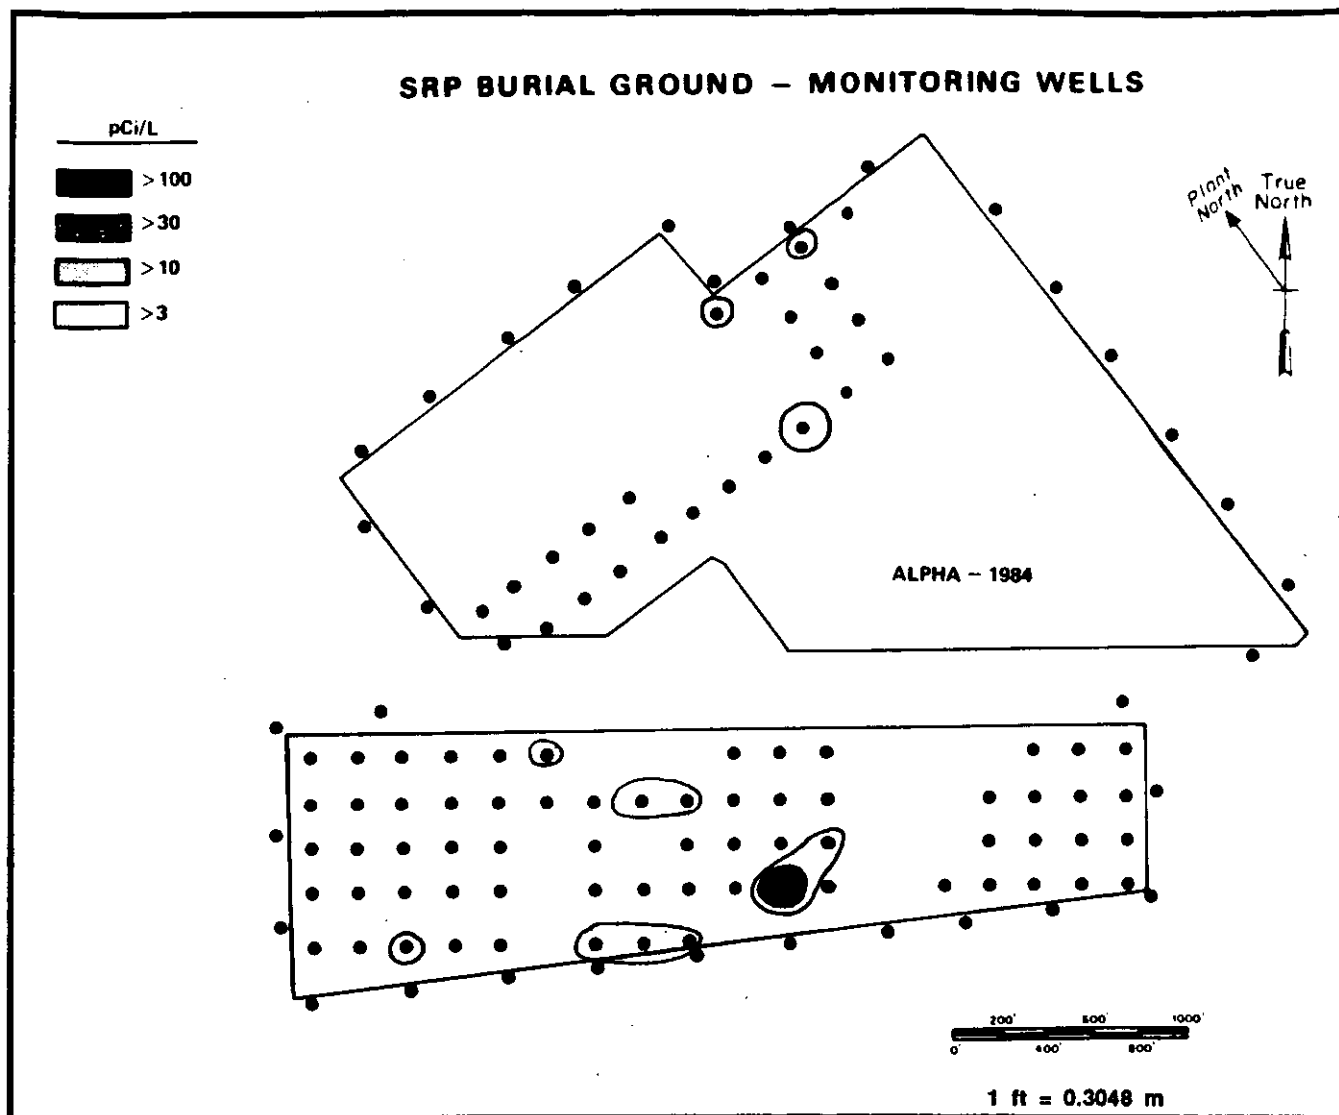 SRP BURIAL GROUND – MONITORING WELLS
pCi/L
>100
>30
>10
>3
Plant North
True North
ALPHA – 1984
200' 600' 1000'
0' 400' 800'
1 ft = 0.3048 m